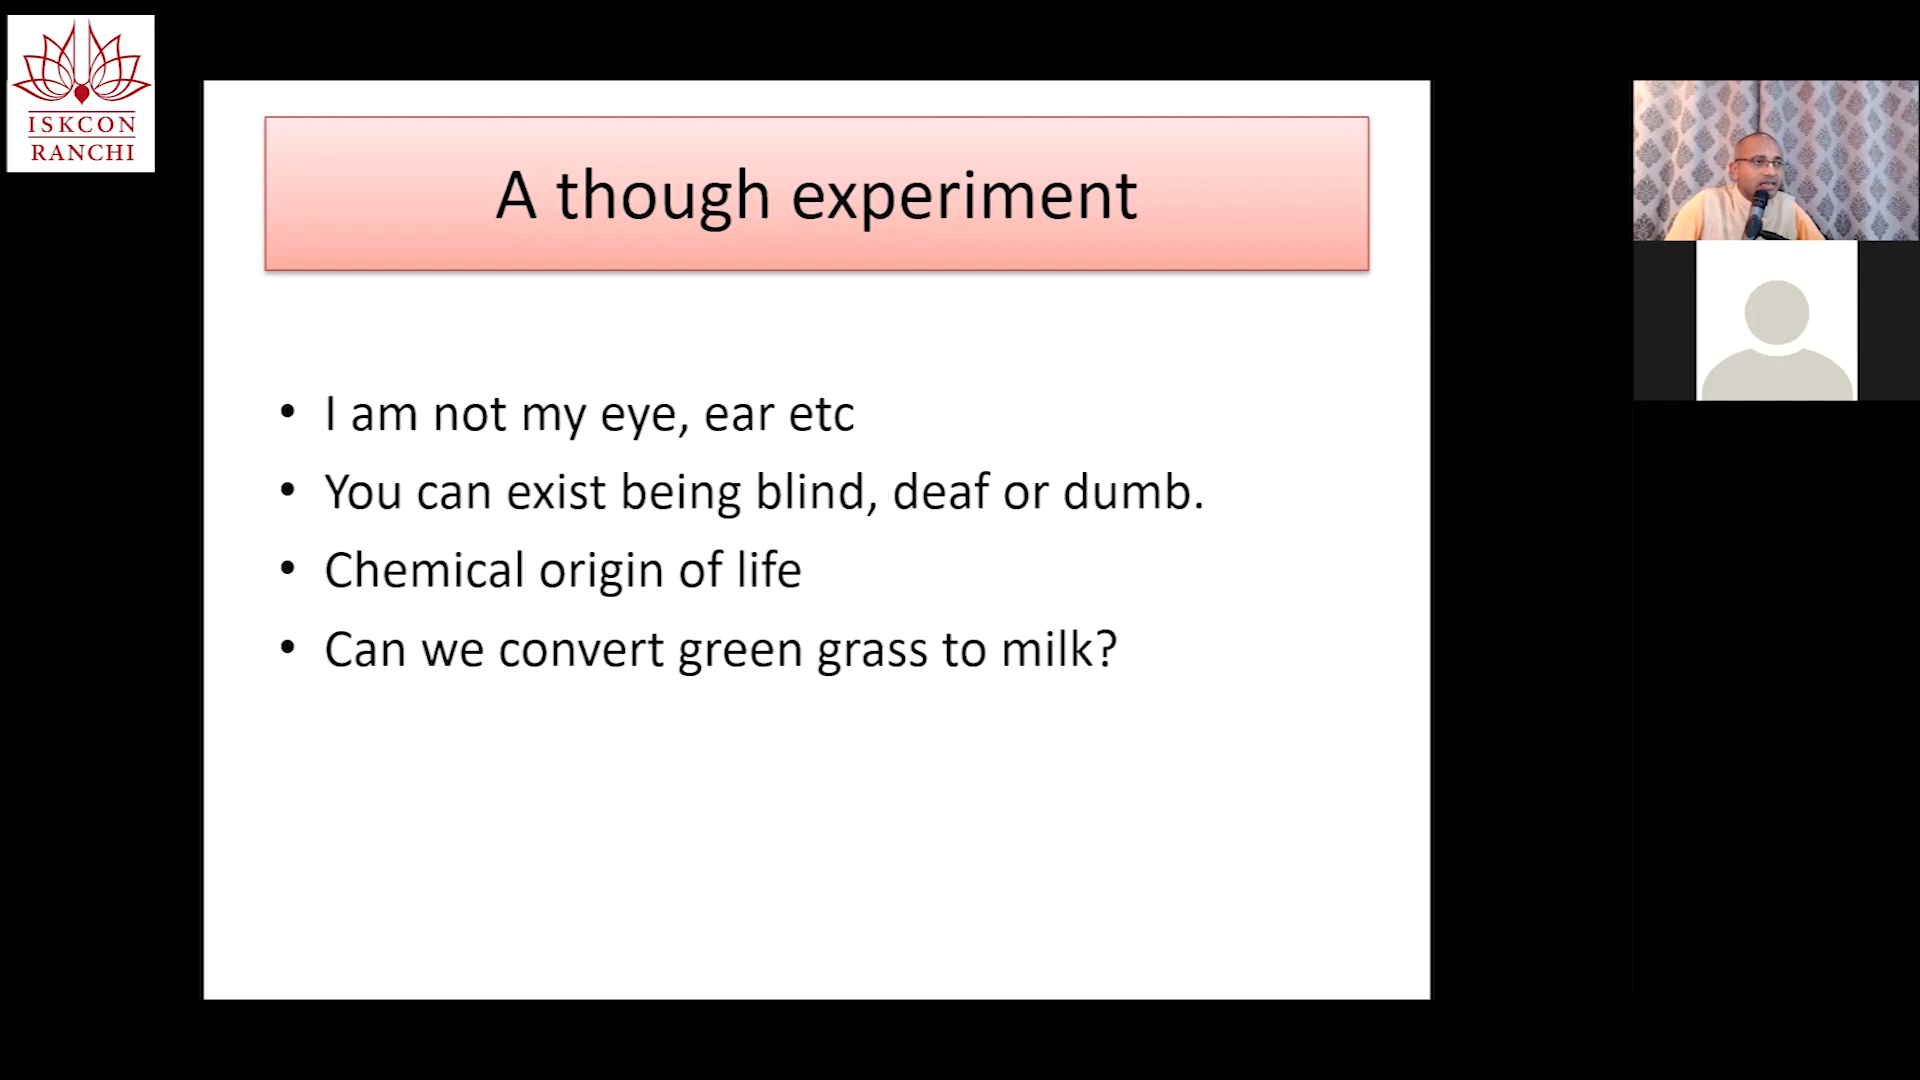 ISKCON
RANCHI
A though experiment
• I am not my eye, ear etc
• You can exist being blind, deaf or dumb.
• Chemical origin of life
• Can we convert green grass to milk?